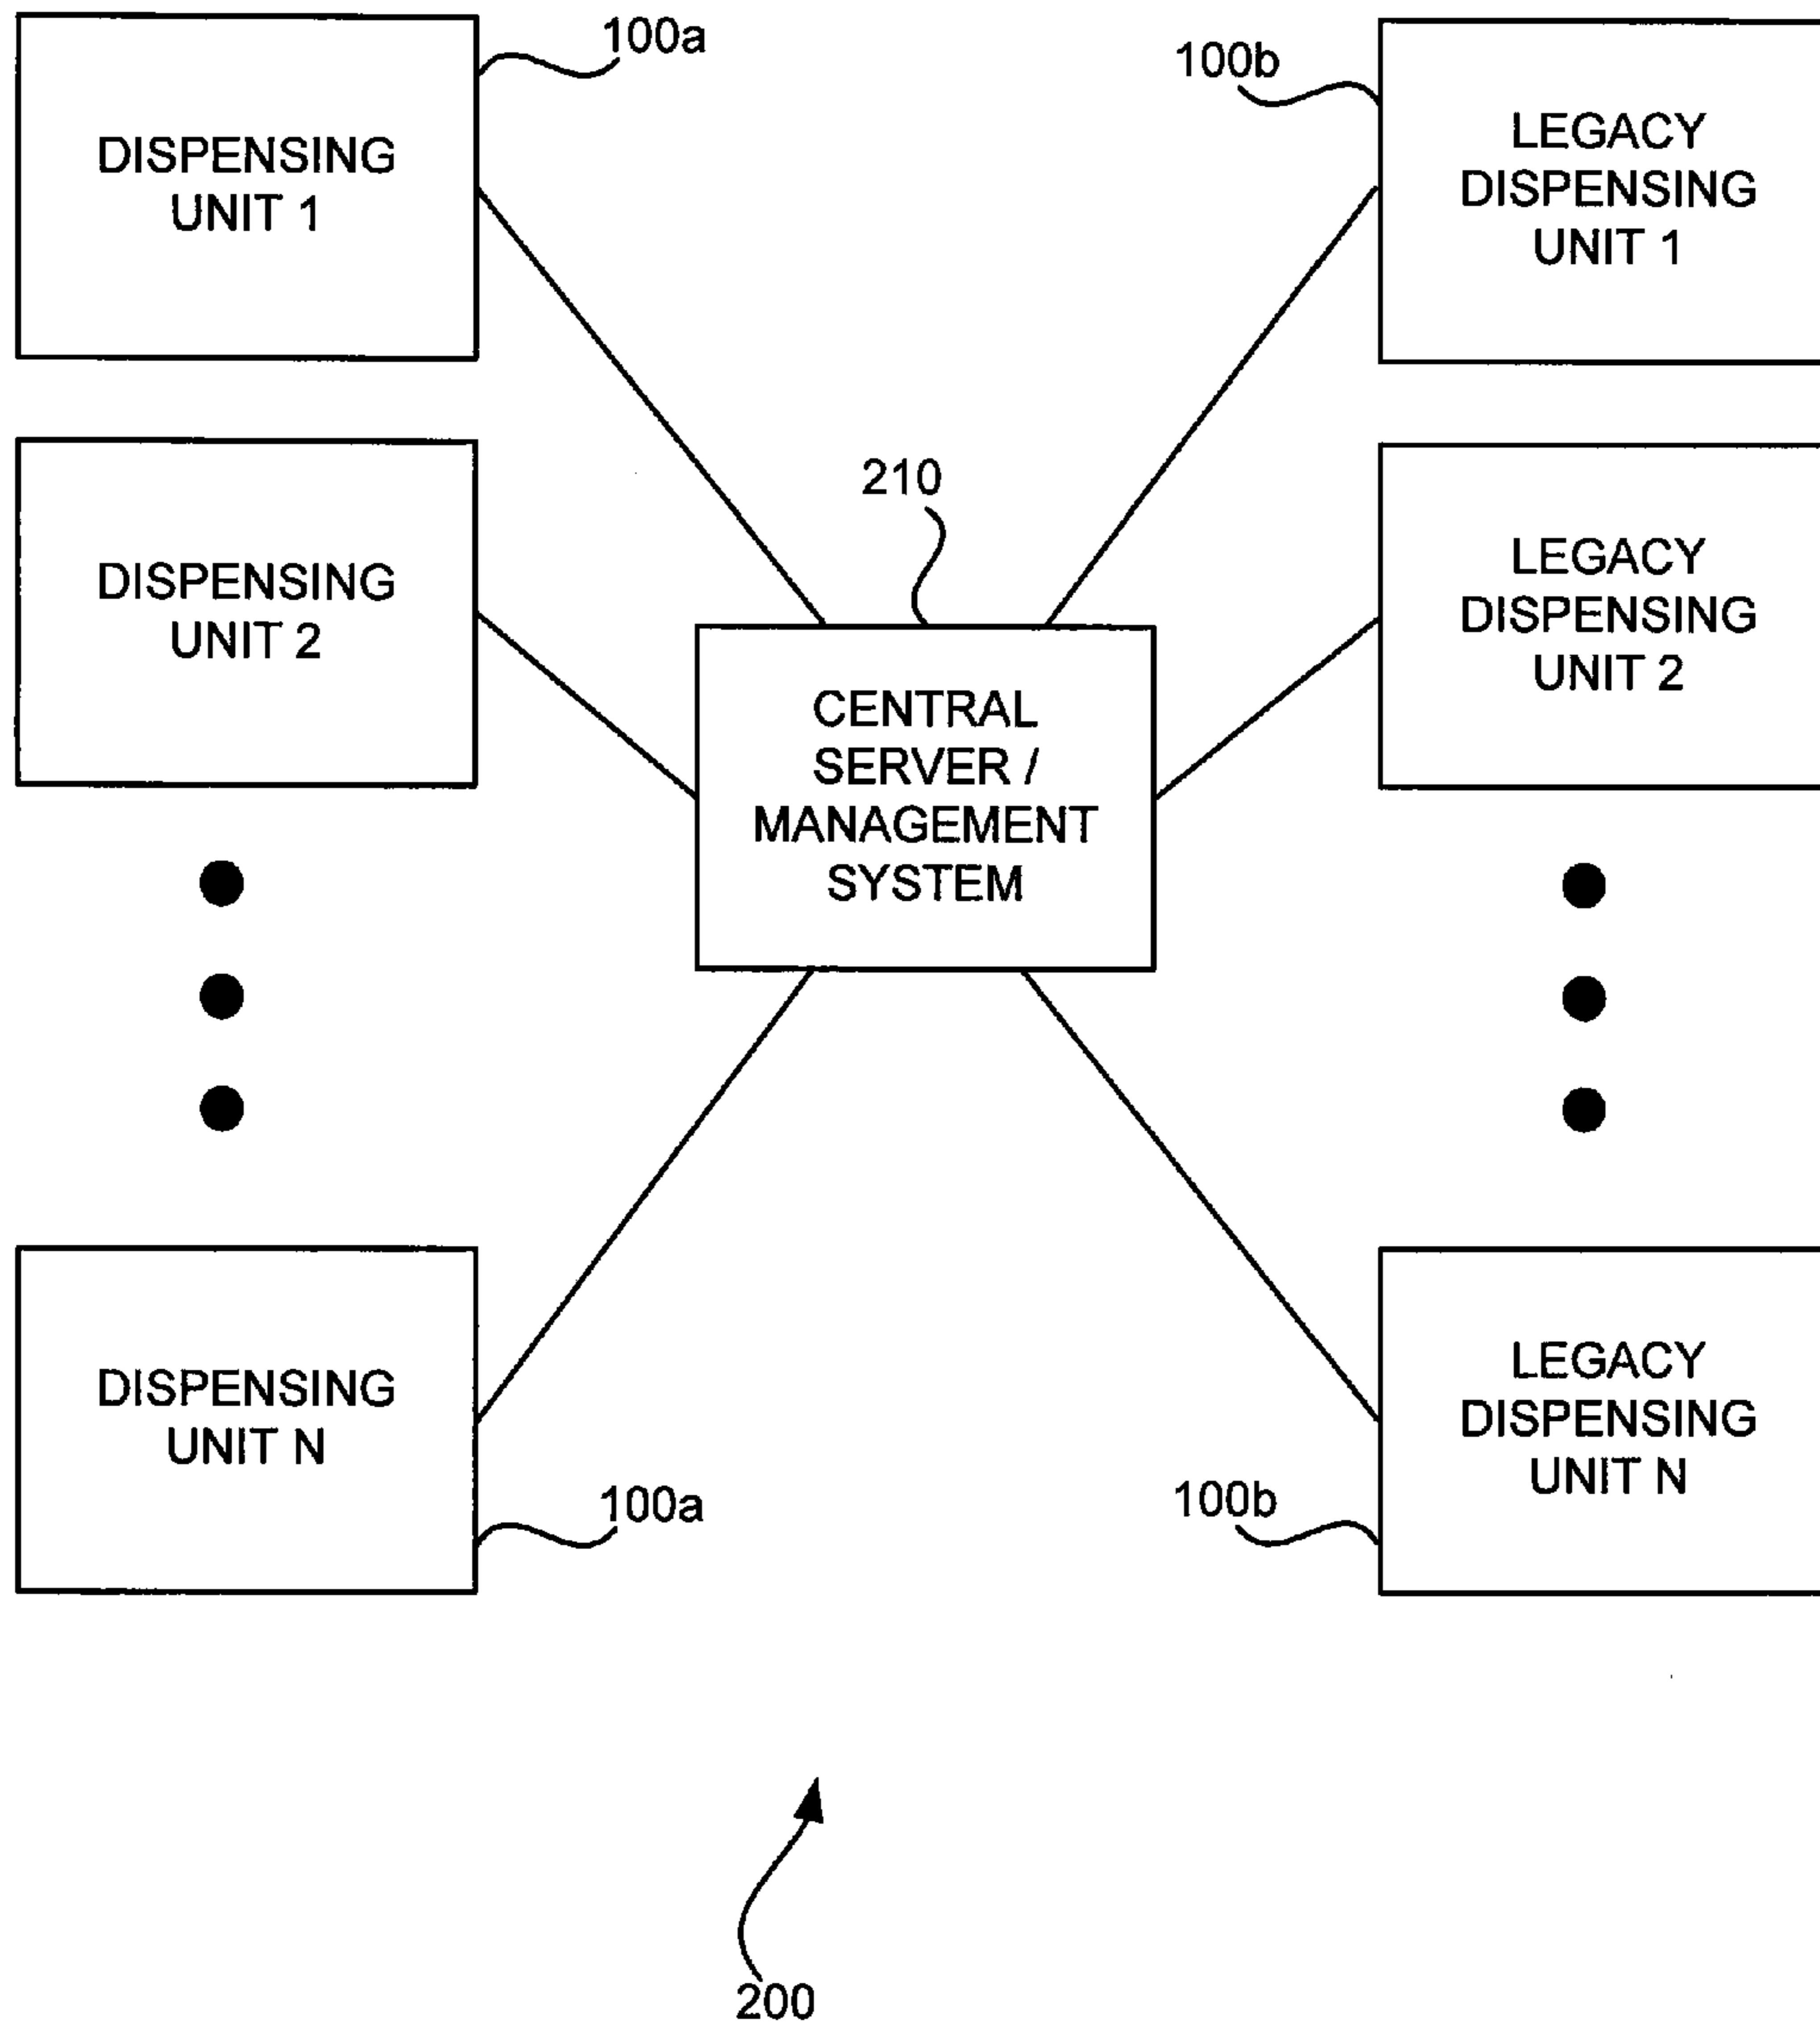 100a
100b
DISPENSING
UNIT 1
LEGACY
DISPENSING
UNIT 1
210
DISPENSING
UNIT 2
LEGACY
DISPENSING
UNIT 2
CENTRAL
SERVER /
MANAGEMENT
SYSTEM
DISPENSING
UNIT N
LEGACY
DISPENSING
UNIT N
100a
100b
200